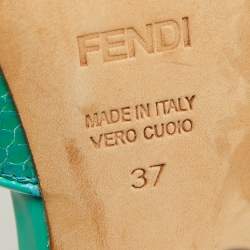 FENDI
MADE IN ITALY
VERO CUOIO
37